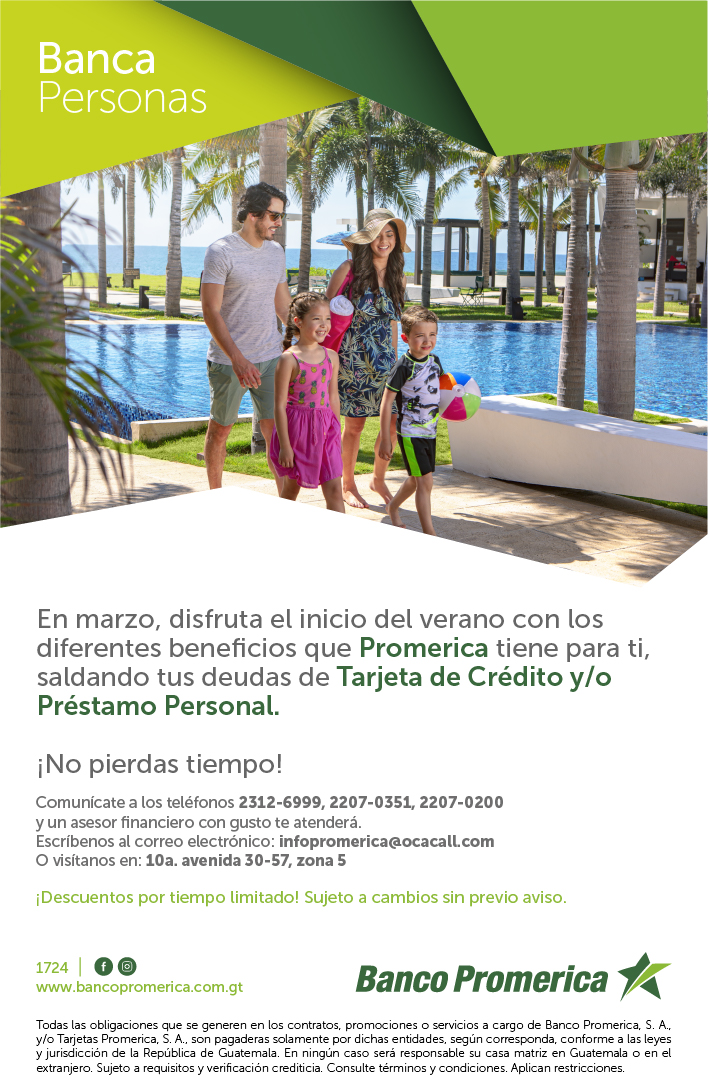 Banca
Personas
En marzo, disfruta el inicio del verano con los
diferentes beneficios que Promerica tiene para ti,
saldando tus deudas de Tarjeta de Crédito y/o
Préstamo Personal.
¡No pierdas tiempo!
Comunícate a los teléfonos 2312-6999, 2207-0351, 2207-0200
y un asesor financiero con gusto te atenderá.
Escríbenos al correo electrónico: infopromerica@ocacall.com
O visítanos en: 10a. avenida 30-57, zona 5
¡Descuentos por tiempo limitado! Sujeto a cambios sin previo aviso.
1724
www.bancopromerica.com.gt
Banco Promerica
Todas las obligaciones que se generen en los contratos, promociones o servicios a cargo de Banco Promerica, S. A.,
y/o Tarjetas Promerica, S. A., son pagaderas solamente por dichas entidades, según corresponda, conforme a las leyes
y jurisdicción de la República de Guatemala. En ningún caso será responsable su casa matriz en Guatemala o en el
extranjero. Sujeto a requisitos y verificación crediticia. Consulte términos y condiciones. Aplican restricciones.